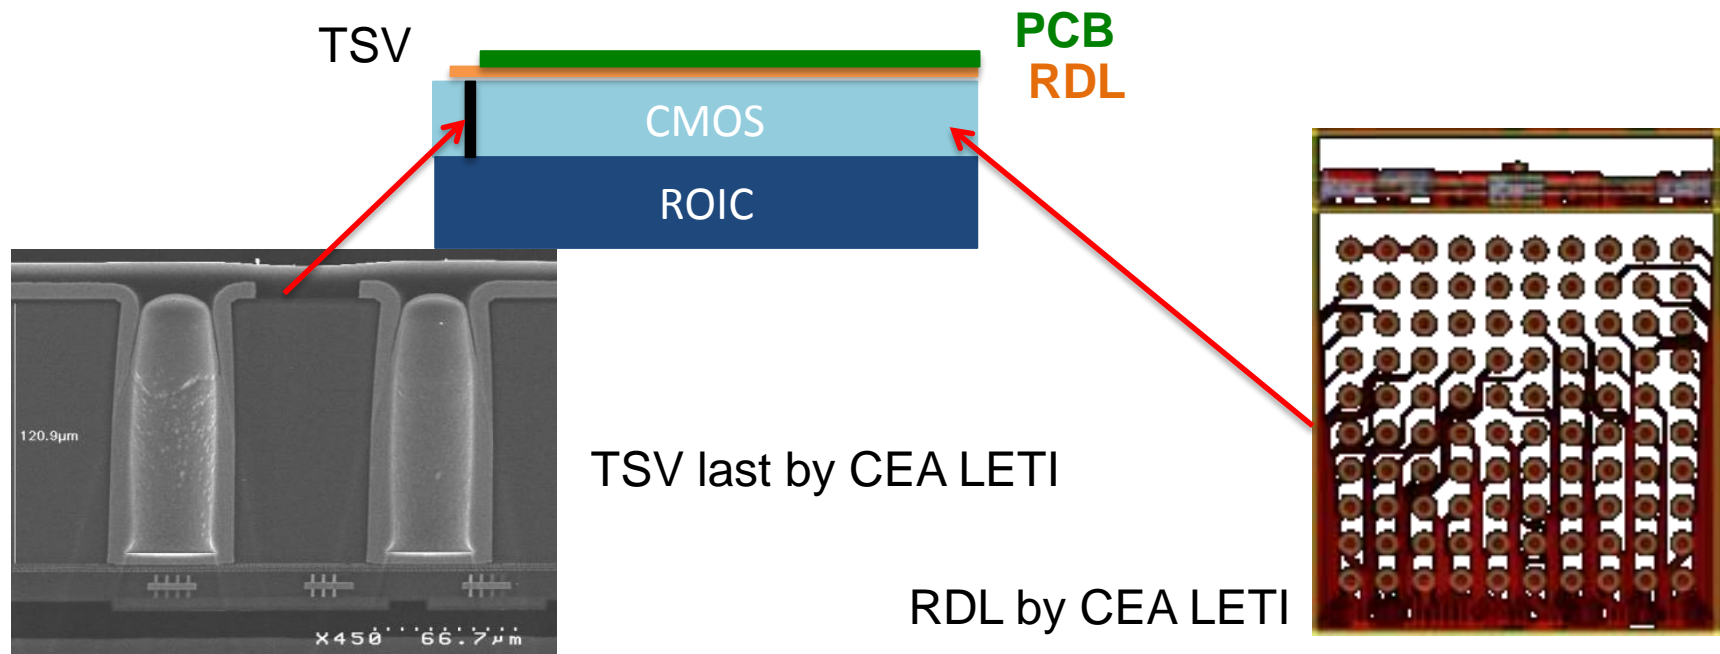 TSV
PCB
RDL
CMOS
ROIC
120.9µm
TSV last by CEA LETI
RDL by CEA LETI
X450 66.7µm